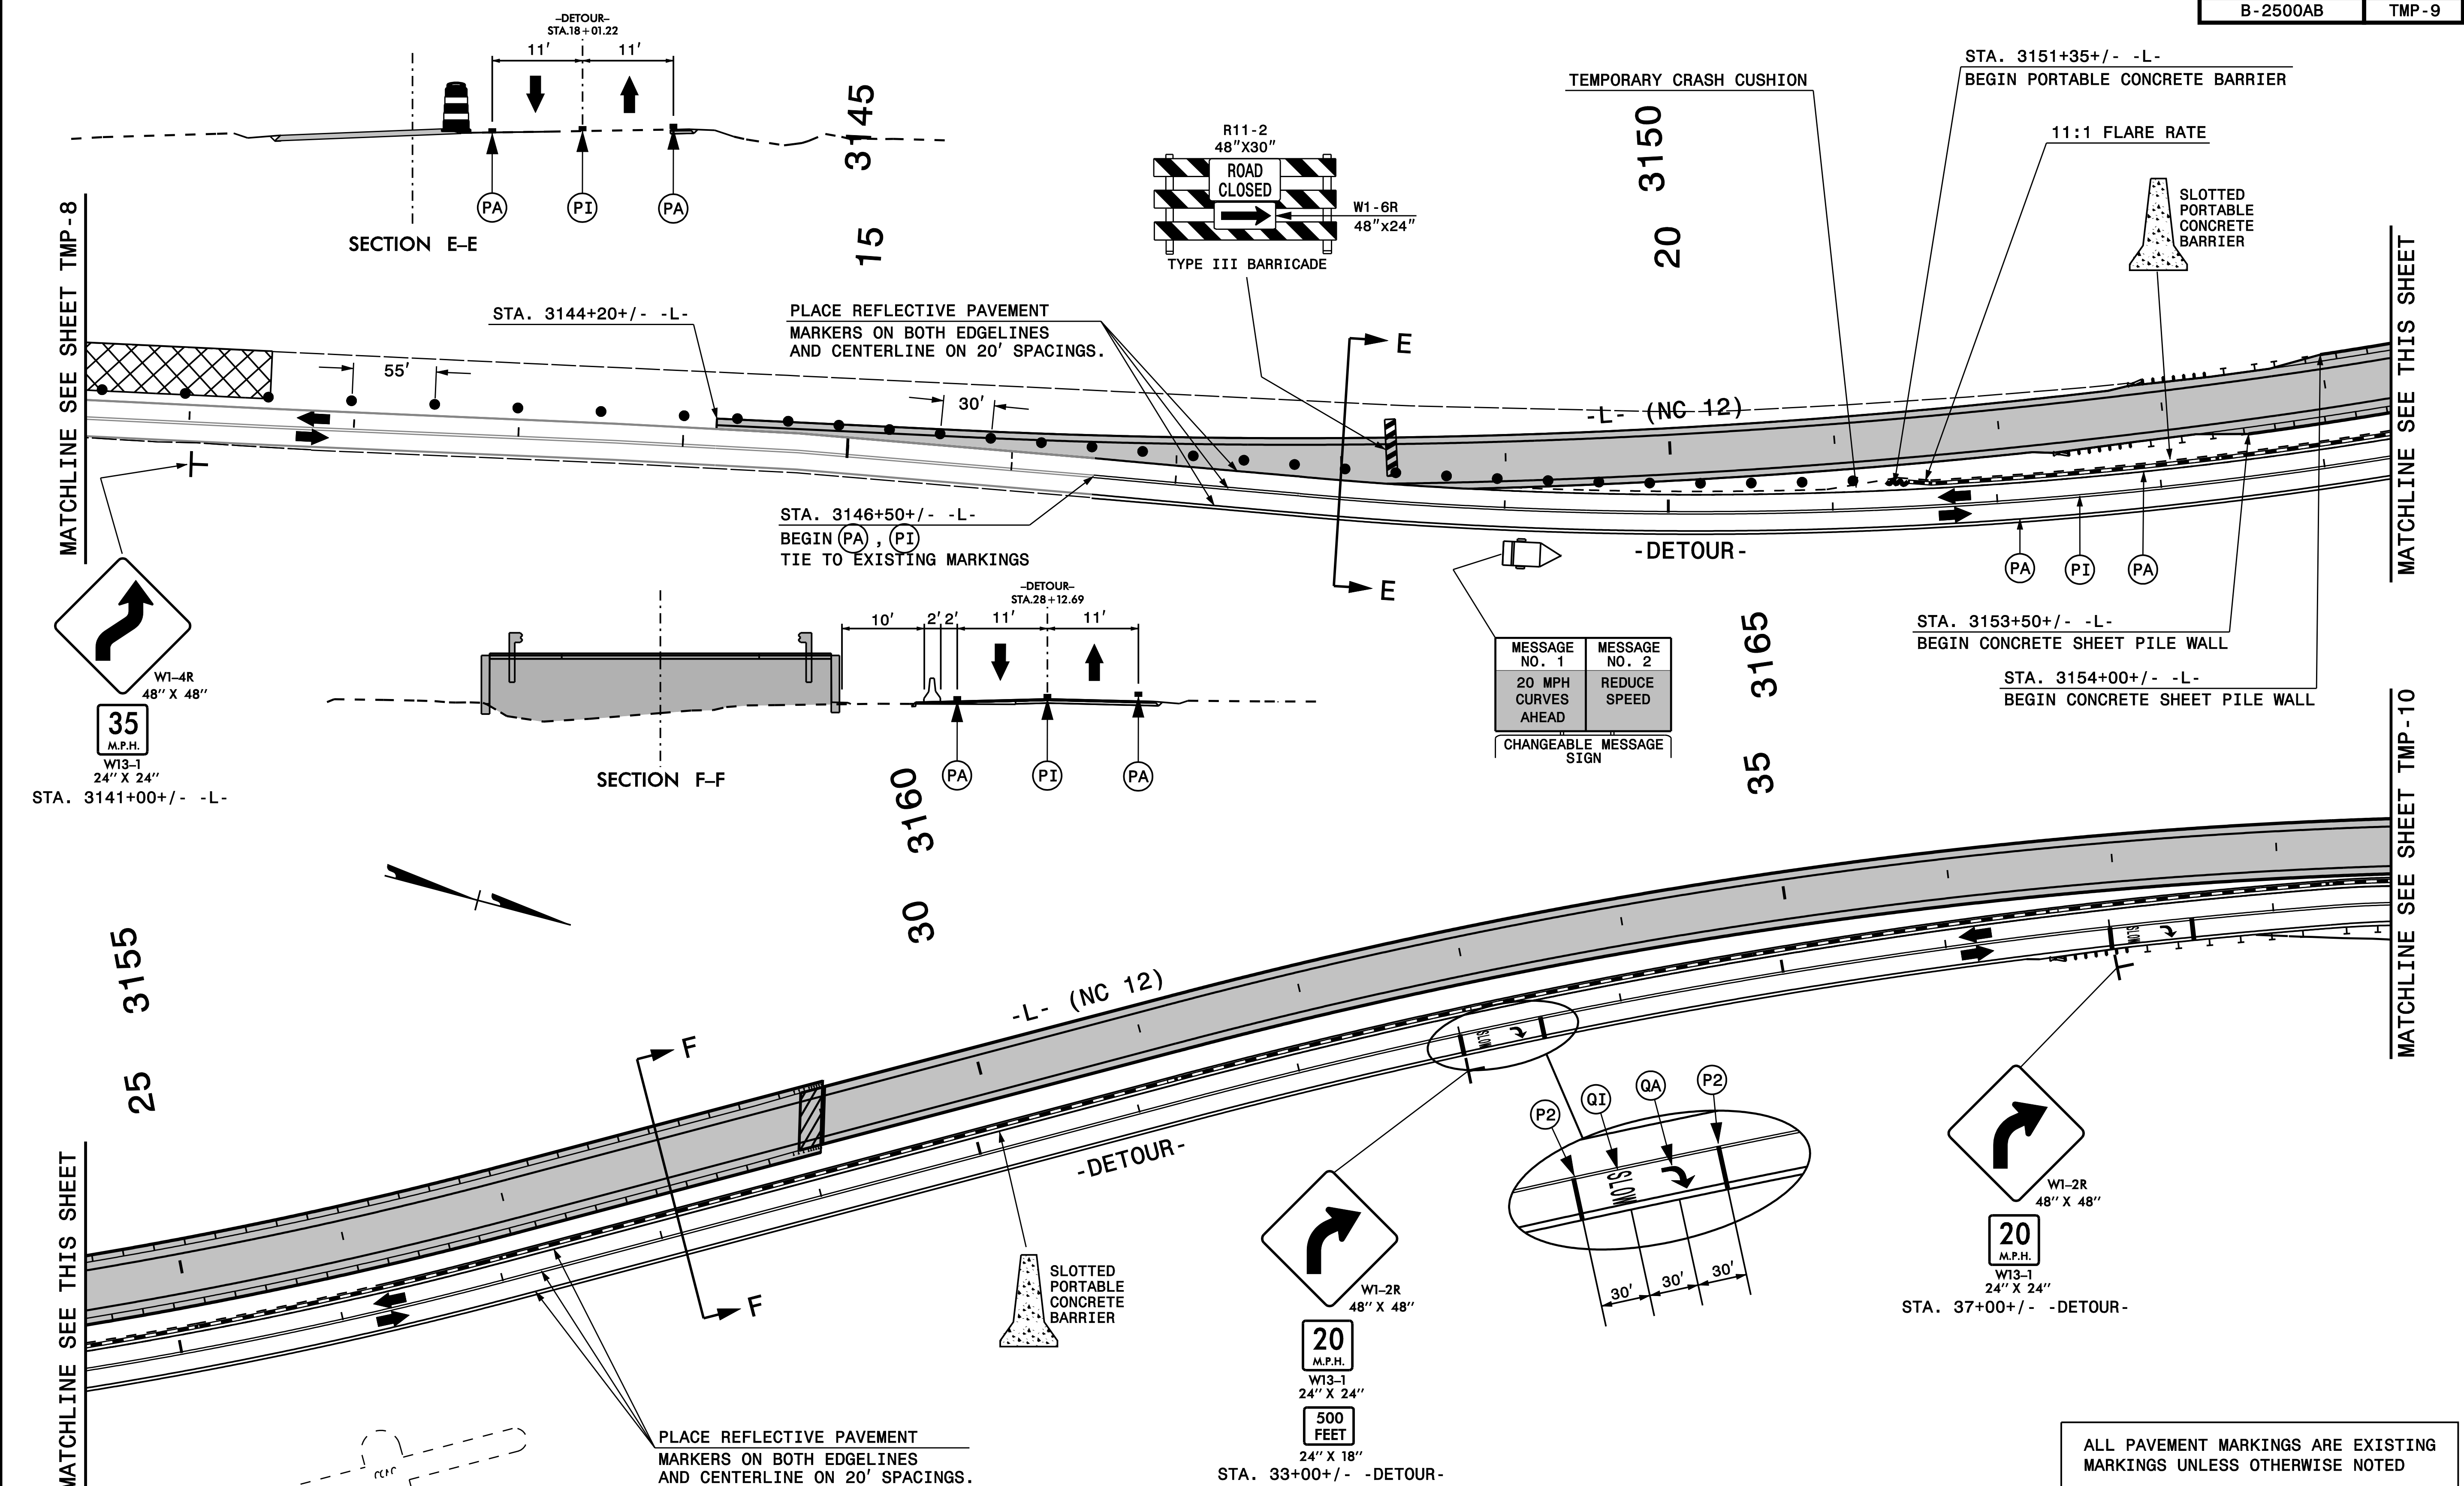 B-2500AB TMP-9
–DETOUR–
STA.18+01.22
11' 11'
PA PI PA
SECTION E–E
3145
15
R11-2
48"X30"
ROAD
CLOSED
W1-6R
48"x24"
TYPE III BARRICADE
3150
20
TEMPORARY CRASH CUSHION
STA. 3151+35+/- -L-
BEGIN PORTABLE CONCRETE BARRIER
11:1 FLARE RATE
SLOTTED
PORTABLE
CONCRETE
BARRIER
MATCHLINE SEE SHEET TMP-8
MATCHLINE SEE THIS SHEET
STA. 3144+20+/- -L-
PLACE REFLECTIVE PAVEMENT
MARKERS ON BOTH EDGELINES
AND CENTERLINE ON 20' SPACINGS.
E
55'
30'
-L- (NC 12)
STA. 3146+50+/- -L-
BEGIN PA , PI
TIE TO EXISTING MARKINGS
E
-DETOUR-
PA PI PA
W1–4R
48" X 48"
35
M.P.H.
W13–1
24" X 24"
STA. 3141+00+/- -L-
–DETOUR–
STA.28+12.69
10' 2' 2' 11' 11'
PA PI PA
SECTION F–F
MESSAGE
NO. 1
20 MPH
CURVES
AHEAD
MESSAGE
NO. 2
REDUCE
SPEED
CHANGEABLE MESSAGE
SIGN
STA. 3153+50+/- -L-
BEGIN CONCRETE SHEET PILE WALL
STA. 3154+00+/- -L-
BEGIN CONCRETE SHEET PILE WALL
3165
35
3160
30
3155
25
MATCHLINE SEE SHEET TMP-10
MATCHLINE SEE THIS SHEET
-L- (NC 12)
F
F
-DETOUR-
SLOW
SLOW
P2 QI QA P2
SLOW
30' 30' 30'
SLOTTED
PORTABLE
CONCRETE
BARRIER
W1–2R
48" X 48"
20
M.P.H.
W13–1
24" X 24"
500
FEET
24" X 18"
STA. 33+00+/- -DETOUR-
W1–2R
48" X 48"
20
M.P.H.
W13–1
24" X 24"
STA. 37+00+/- -DETOUR-
PLACE REFLECTIVE PAVEMENT
MARKERS ON BOTH EDGELINES
AND CENTERLINE ON 20' SPACINGS.
ALL PAVEMENT MARKINGS ARE EXISTING
MARKINGS UNLESS OTHERWISE NOTED